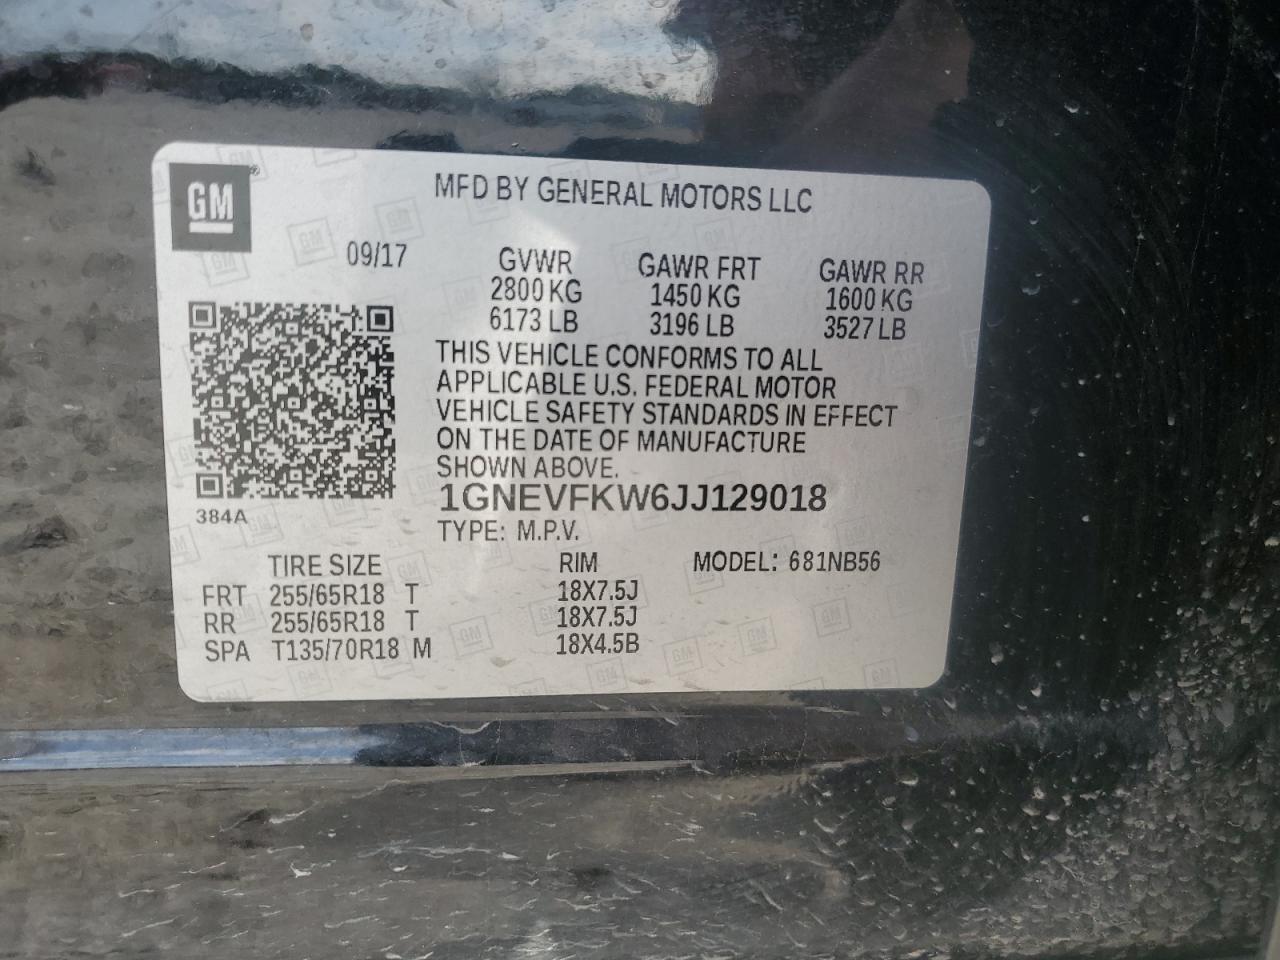 GM
MFD BY GENERAL MOTORS LLC
09/17
GVWR GAWR FRT GAWR RR
2800 KG 1450 KG 1600 KG
6173 LB 3196 LB 3527 LB
THIS VEHICLE CONFORMS TO ALL
APPLICABLE U.S. FEDERAL MOTOR
VEHICLE SAFETY STANDARDS IN EFFECT
ON THE DATE OF MANUFACTURE
SHOWN ABOVE.
1GNEVFKW6JJ129018
384A
TYPE: M.P.V.
TIRE SIZE RIM MODEL: 681NB56
FRT 255/65R18 T 18X7.5J
RR 255/65R18 T 18X7.5J
SPA T135/70R18 M 18X4.5B